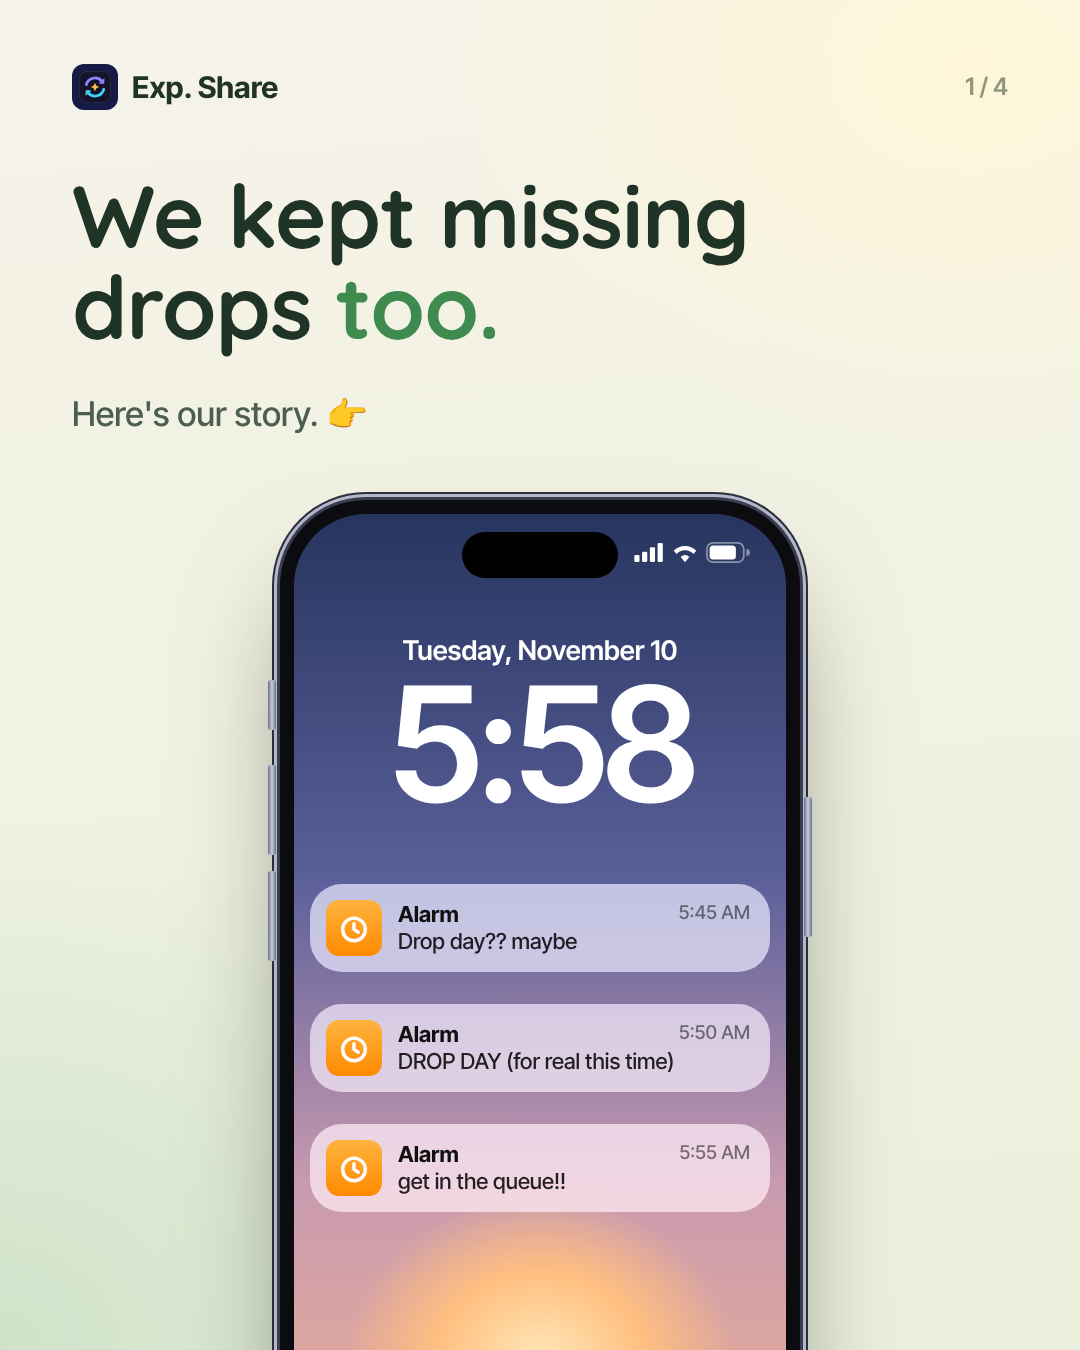 Exp. Share
1 / 4
We kept missing
drops too.
Here's our story. 👉
Tuesday, November 10
5:58
Alarm
5:45 AM
Drop day?? maybe
Alarm
5:50 AM
DROP DAY (for real this time)
Alarm
5:55 AM
get in the queue!!